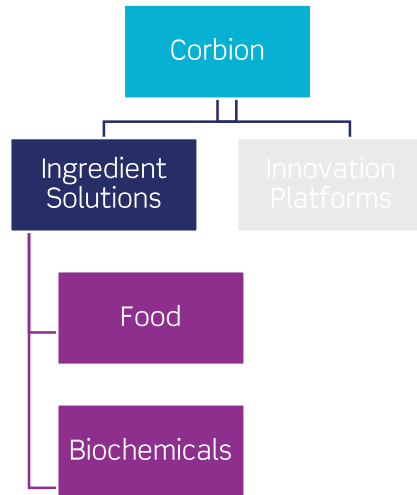 Corbion
Ingredient
Solutions
Innovation
Platforms
Food
Biochemicals